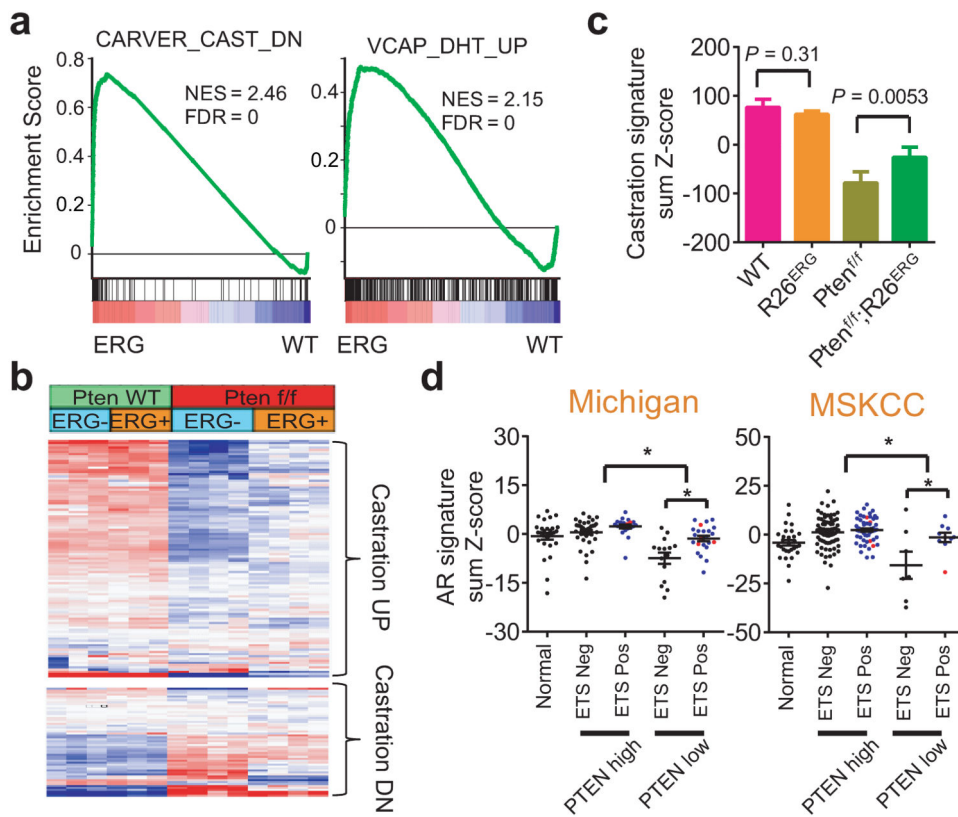 a
CARVER_CAST_DN
VCAP_DHT_UP
Enrichment Score
0.8
0.6
0.4
0.2
0
NES = 2.46
FDR = 0
0.4
0.2
0
NES = 2.15
FDR = 0
ERG
WT
ERG
WT
c
Castration signature
sum Z-score
200
100
0
-100
-200
P = 0.31
P = 0.0053
WT
R26ERG
Ptenf/f
Ptenf/f;R26ERG
b
Pten WT
Pten f/f
ERG-
ERG+
ERG-
ERG+
Castration UP
Castration DN
d
Michigan
MSKCC
AR signature
sum Z-score
30
15
0
-15
-30
*
*
Normal
ETS Neg
ETS Pos
ETS Neg
ETS Pos
PTEN high
PTEN low
50
25
0
-25
-50
*
*
Normal
ETS Neg
ETS Pos
ETS Neg
ETS Pos
PTEN high
PTEN low